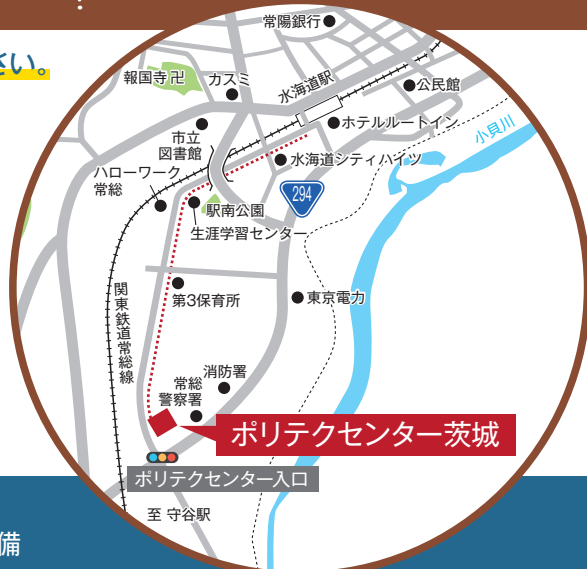 さい。
常陽銀行
報国寺卍
カスミ
水海道駅
公民館
ホテルルートイン
小貝川
市立
図書館
水海道シティハイツ
ハローワーク
常総
294
駅南公園
生涯学習センター
関東鉄道常総線
第3保育所
東京電力
消防署
常総
警察署
ポリテクセンター茨城
ポリテクセンター入口
至 守谷駅
備